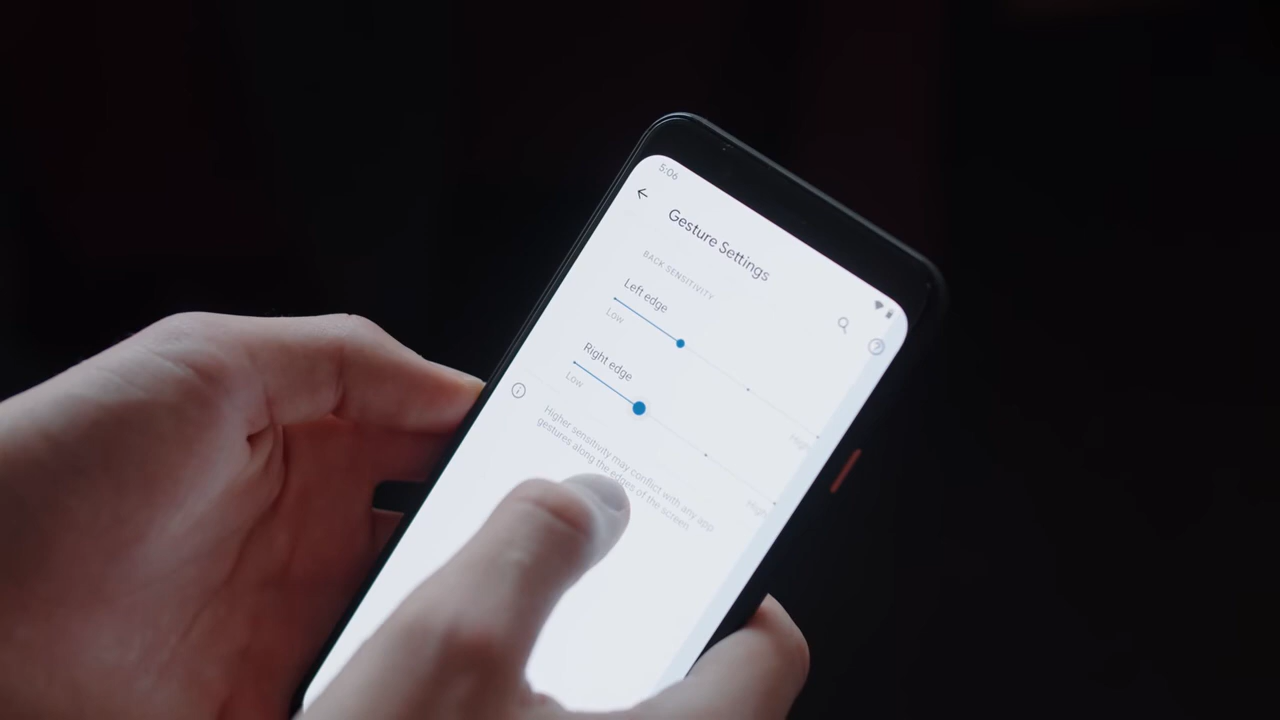 5:06
Gesture Settings
BACK SENSITIVITY
Left edge
Low
High
Right edge
Low
High
Higher sensitivity may conflict with any app
gestures along the edges of the screen.